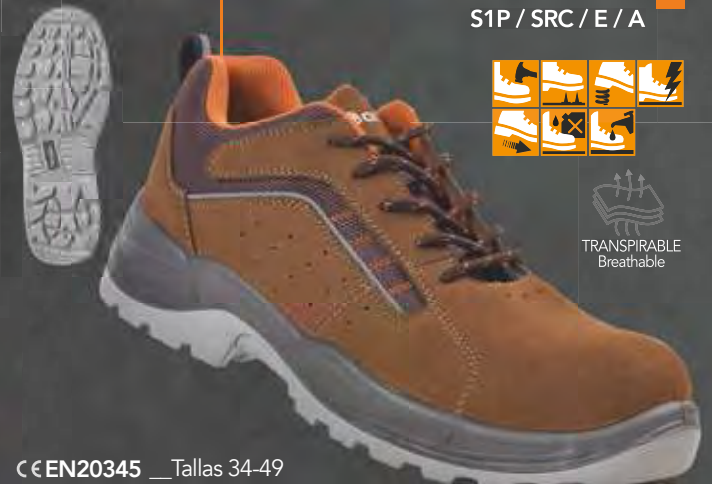 S1P / SRC / E / A
TRANSPIRABLE
Breathable
CE EN20345 __Tallas 34-49